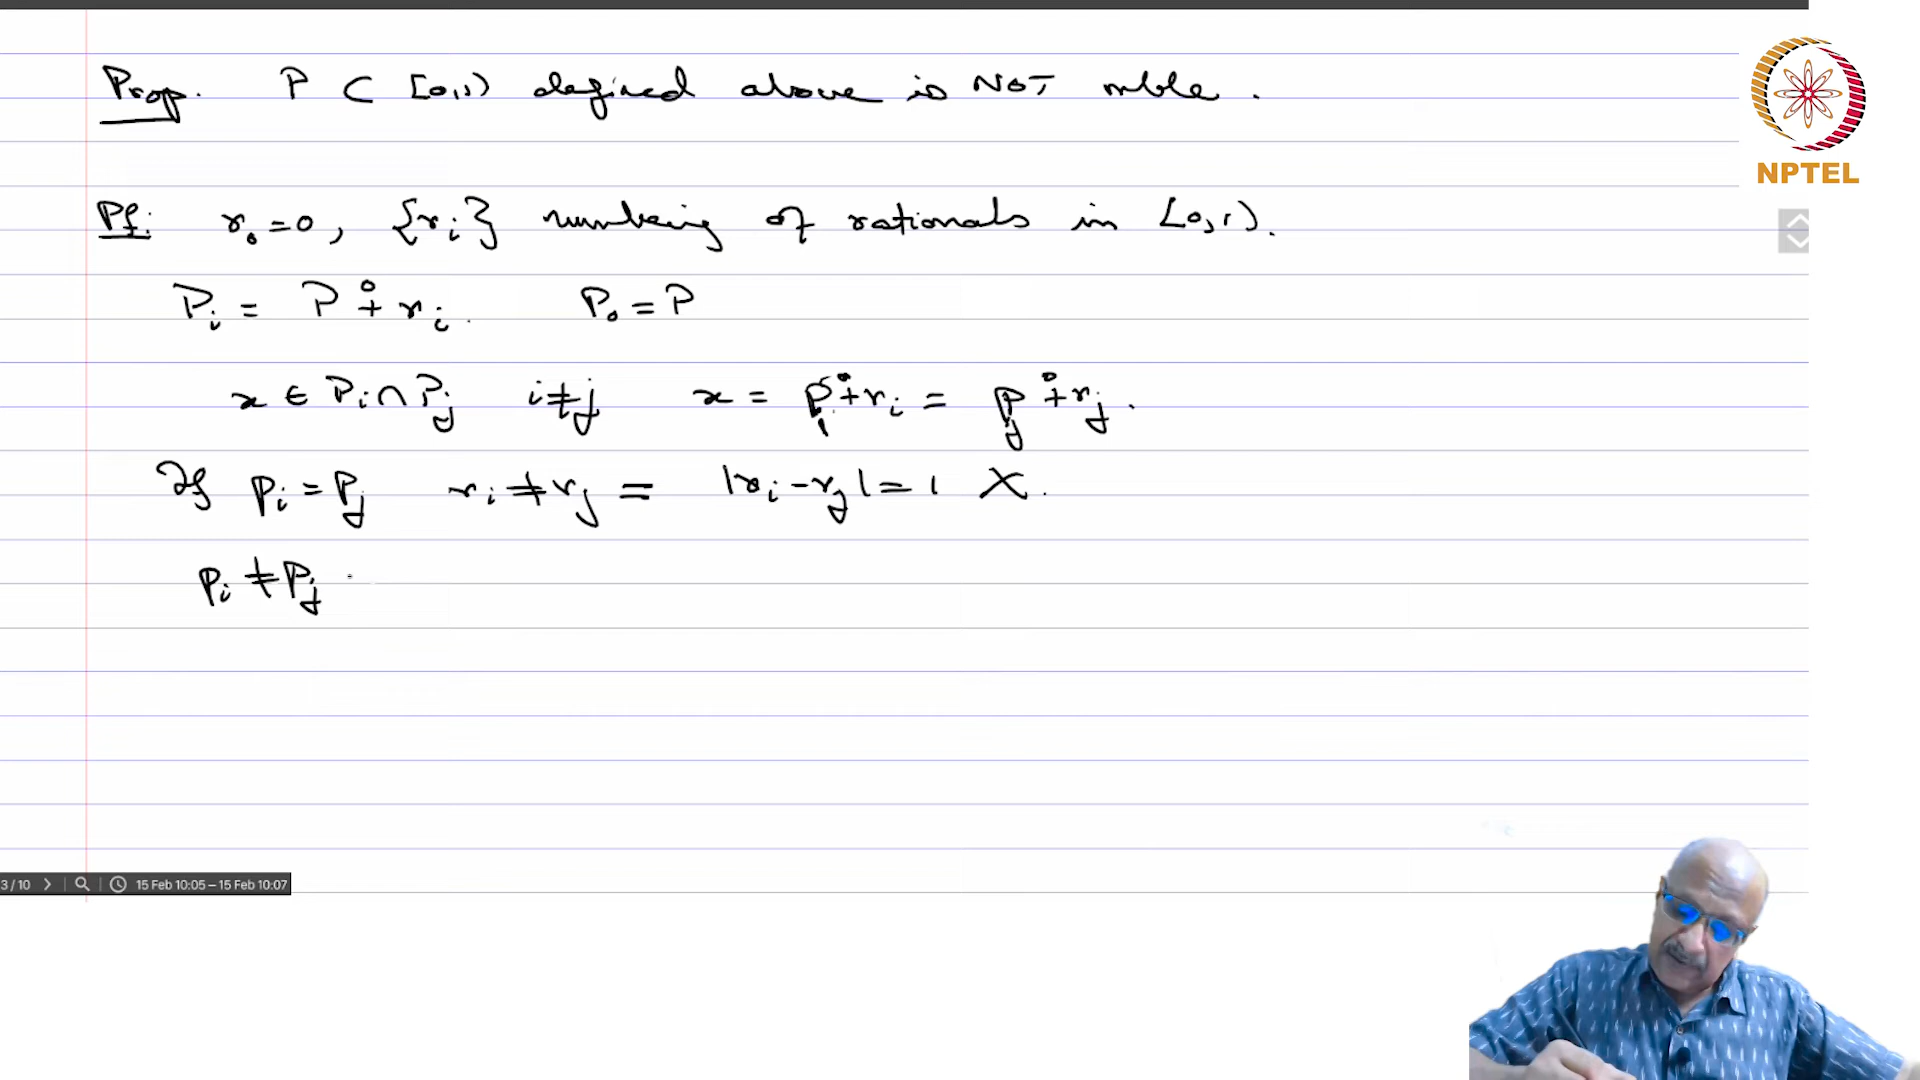 Prop. P ⊂ [0,1) defined above is NOT mble.
NPTEL
Pf: r₀=0, {rᵢ} numbering of rationals in [0,1).
Pᵢ = P +̊ rᵢ. P₀ = P
x ∈ Pᵢ ∩ Pⱼ i≠j x = pᵢ +̊ rᵢ = pⱼ +̊ rⱼ.
If pᵢ = pⱼ rᵢ ≠ rⱼ = |rᵢ - rⱼ| = 1 X.
pᵢ ≠ pⱼ
3 / 10 15 Feb 10:05 – 15 Feb 10:07